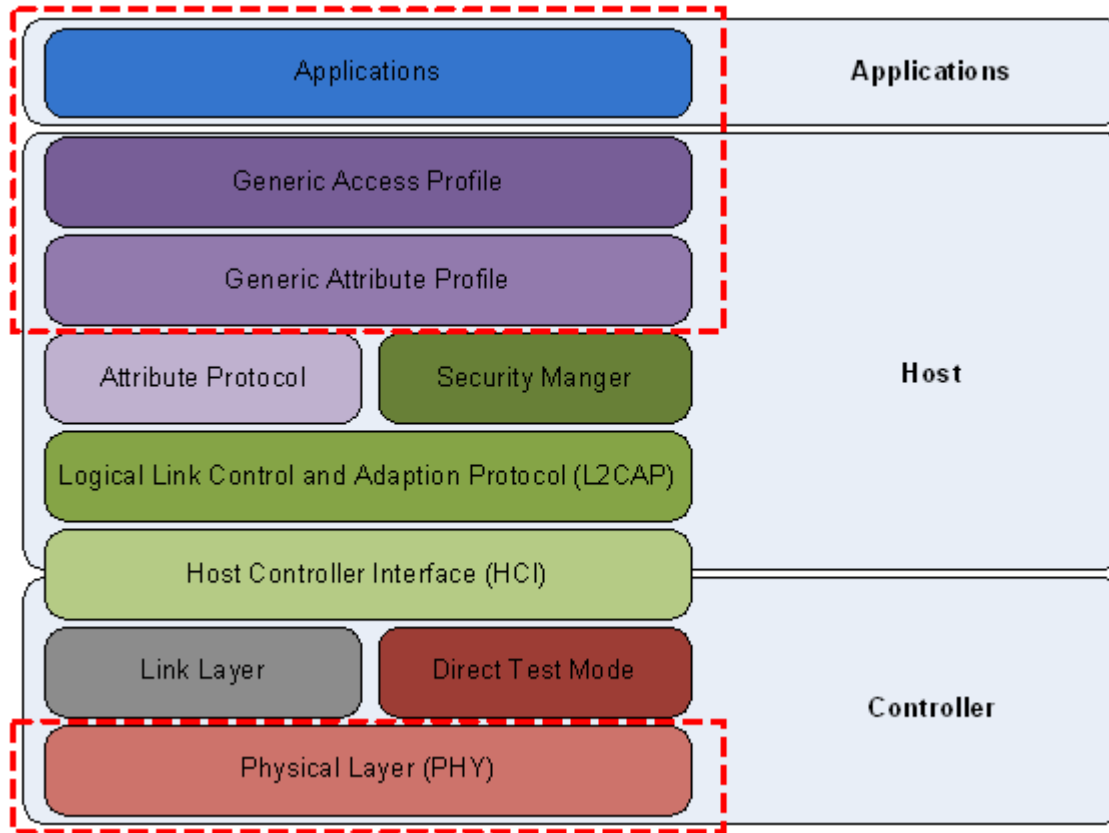 Applications
Applications
Generic Access Profile
Generic Attribute Profile
Attribute Protocol
Security Manger
Host
Logical Link Control and Adaption Protocol (L2CAP)
Host Controller Interface (HCI)
Link Layer
Direct Test Mode
Controller
Physical Layer (PHY)